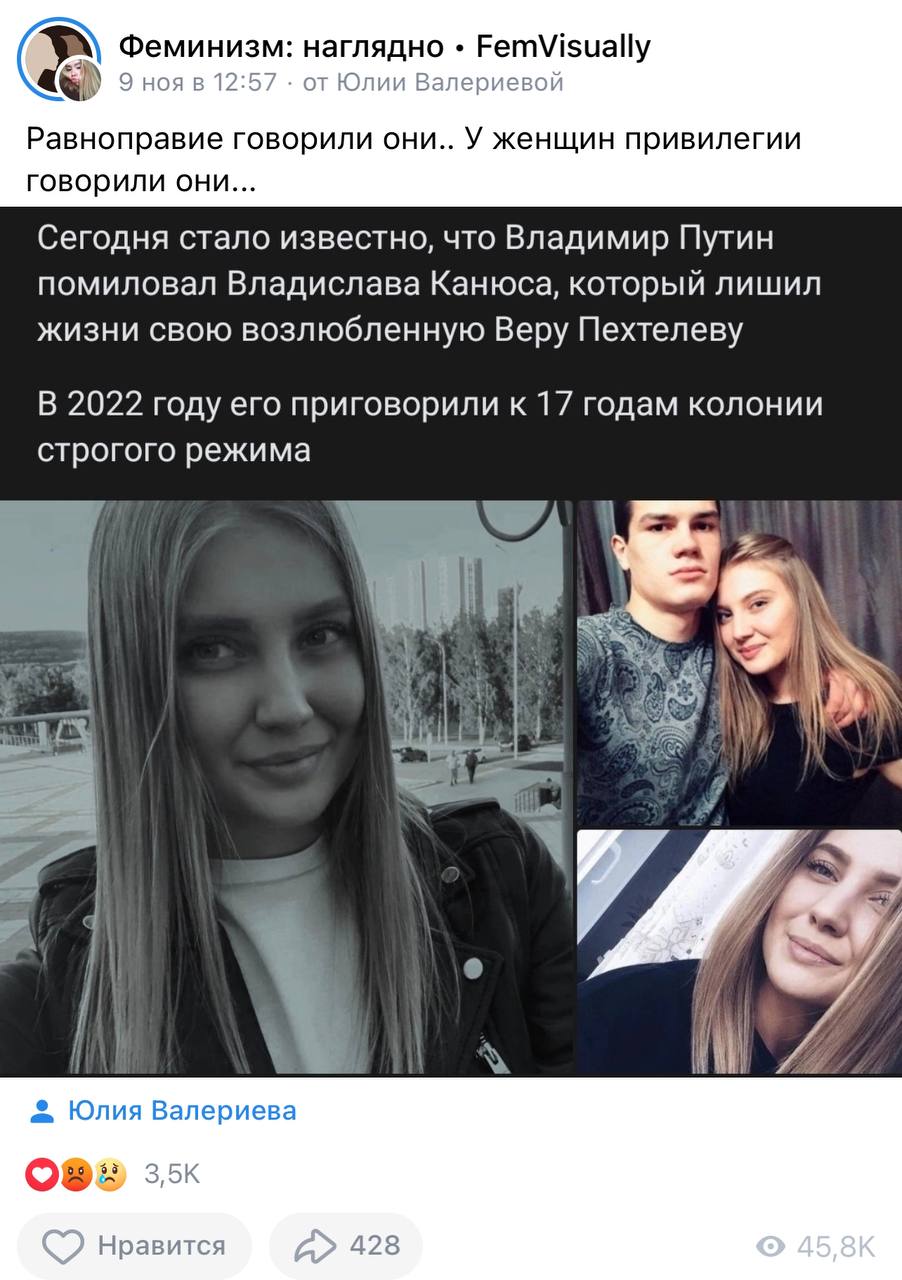 Феминизм: наглядно • FemVisually
9 ноя в 12:57 · от Юлии Валериевой
Равноправие говорили они.. У женщин привилегии
говорили они...
Сегодня стало известно, что Владимир Путин
помиловал Владислава Канюса, который лишил
жизни свою возлюбленную Веру Пехтелеву
В 2022 году его приговорили к 17 годам колонии
строгого режима
Юлия Валериева
3,5K
Нравится
428
45,8K